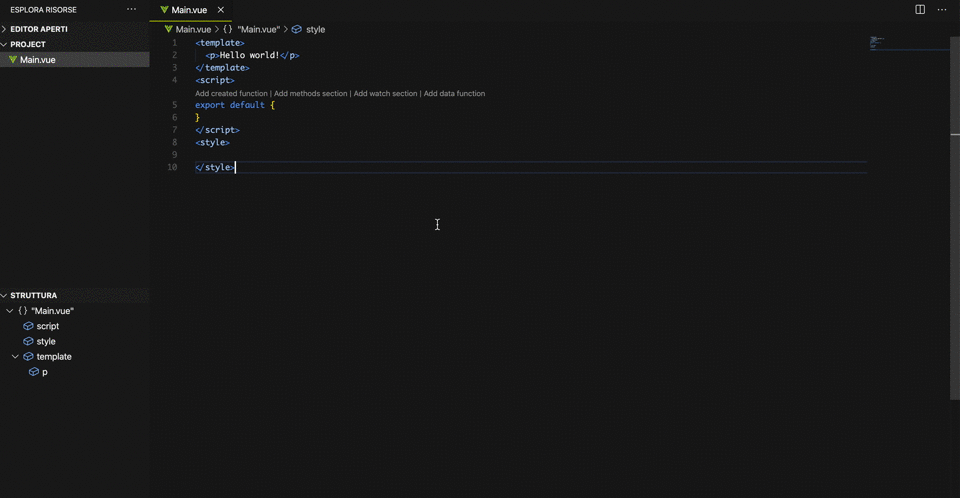 ESPLORA RISORSE ···
EDITOR APERTI
PROJECT
Main.vue
STRUTTURA
{} "Main.vue"
script
style
template
p
Main.vue
Main.vue > {} "Main.vue" > style
1 <template>
2 <p>Hello world!</p>
3 </template>
4 <script>
Add created function | Add methods section | Add watch section | Add data function
5 export default {
6 }
7 </script>
8 <style>
9
10 </style>